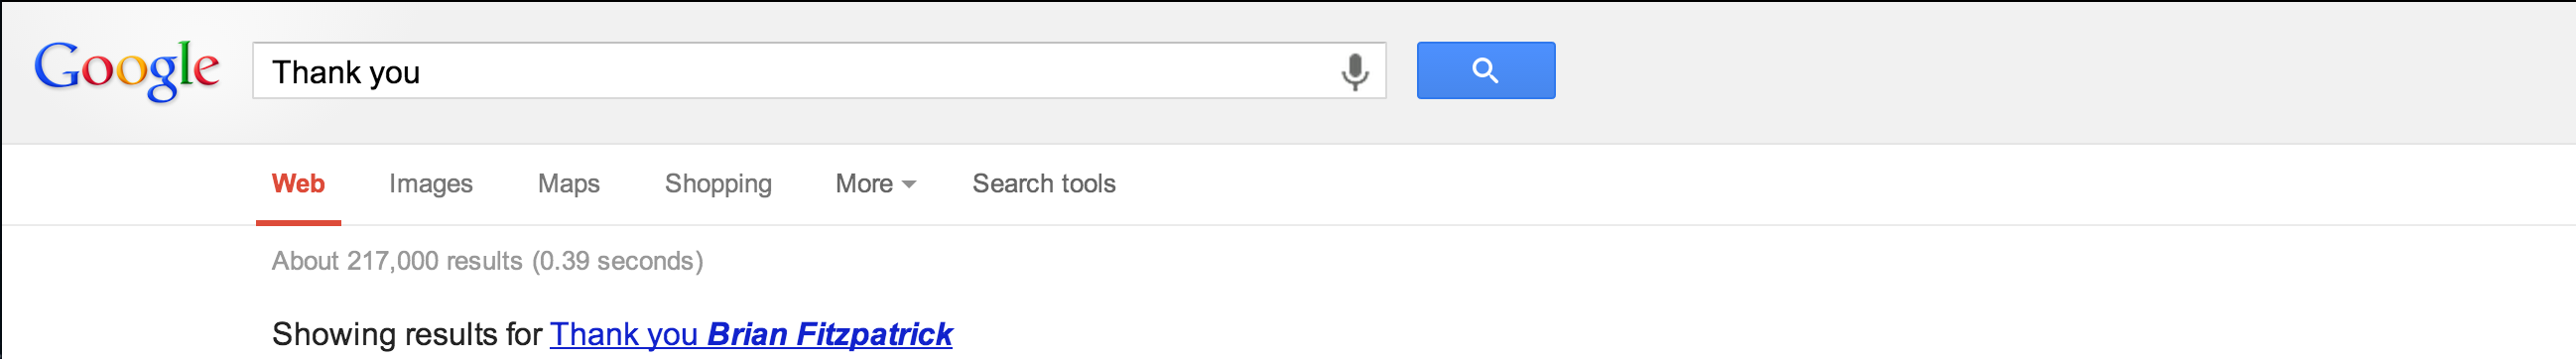 Google Thank you
Web Images Maps Shopping More Search tools
About 217,000 results (0.39 seconds)
Showing results for Thank you Brian Fitzpatrick